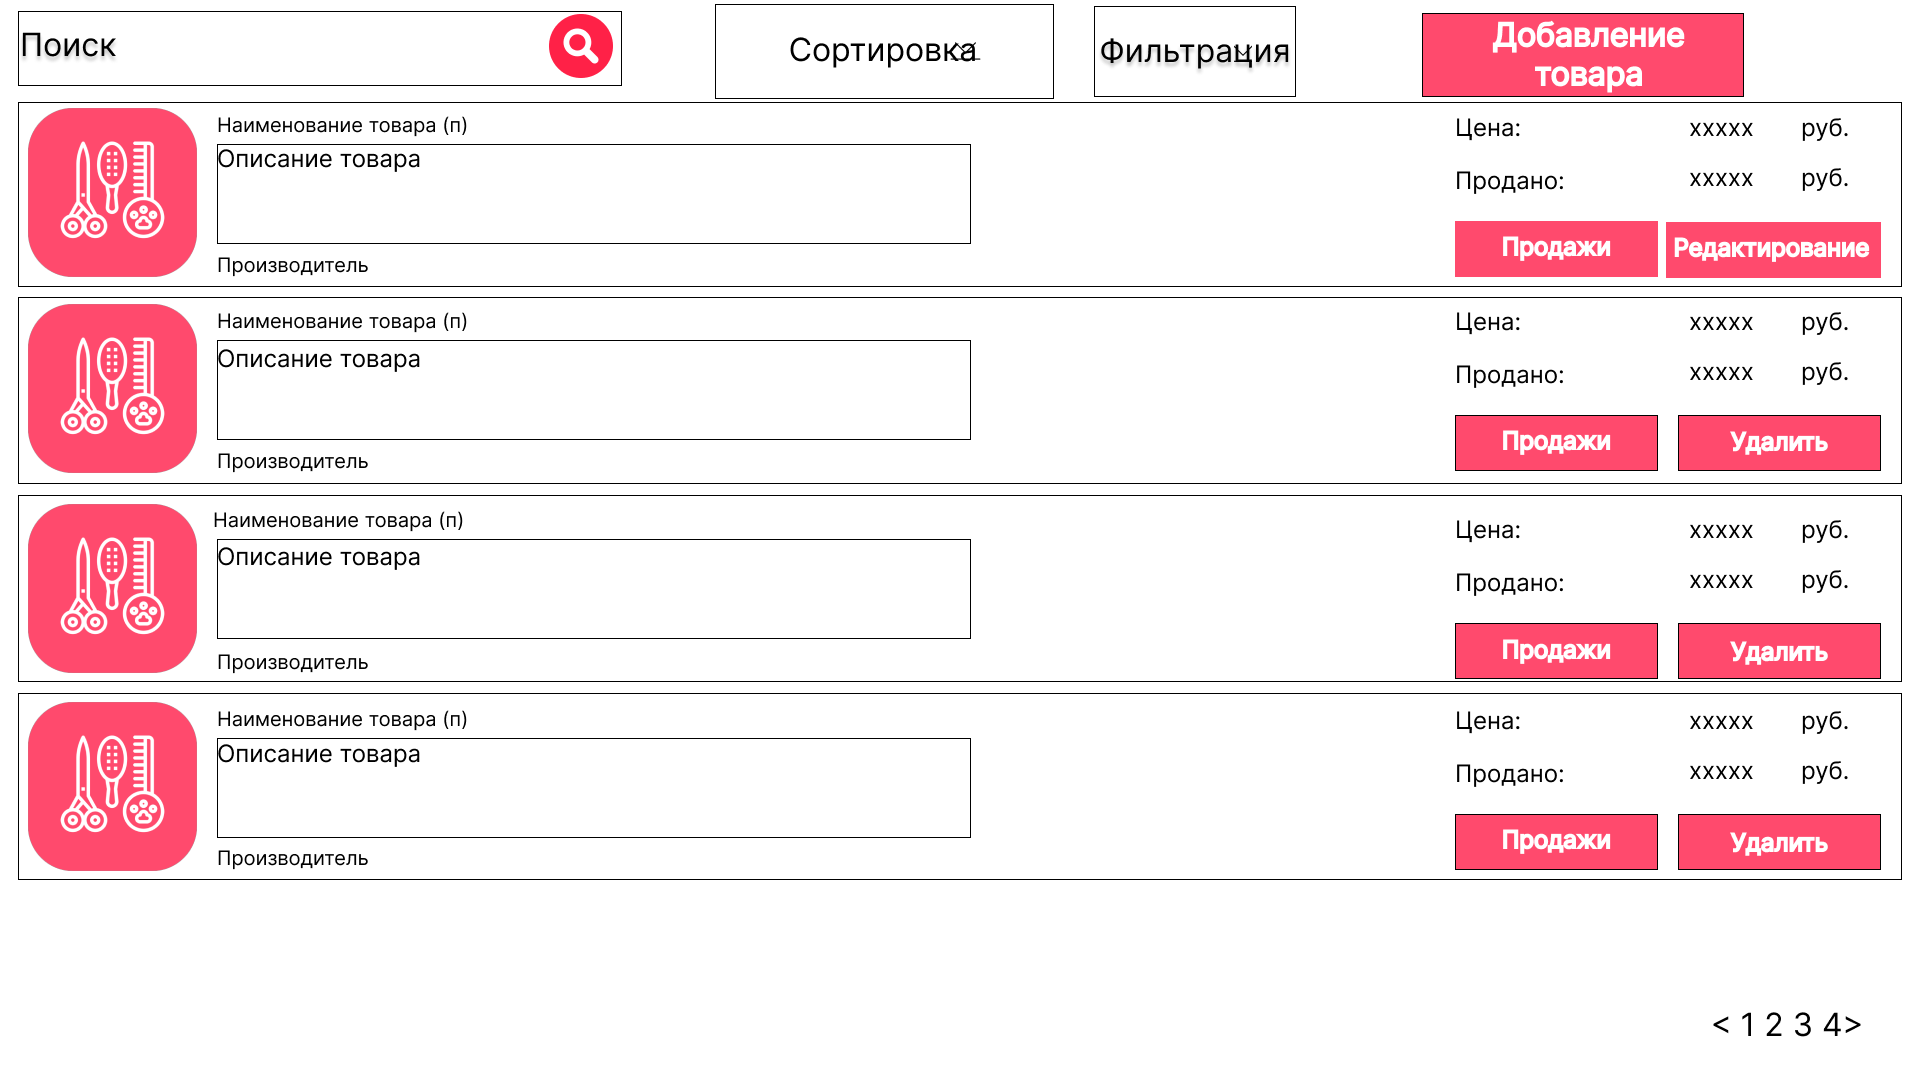 Поиск
Сортировка
Фильтрация
Добавление
товара
Наименование товара (п)
Описание товара
Производитель
Цена: xxxxx руб.
Продано: xxxxx руб.
Продажи
Редактирование
Наименование товара (п)
Описание товара
Производитель
Цена: xxxxx руб.
Продано: xxxxx руб.
Продажи
Удалить
Наименование товара (п)
Описание товара
Производитель
Цена: xxxxx руб.
Продано: xxxxx руб.
Продажи
Удалить
Наименование товара (п)
Описание товара
Производитель
Цена: xxxxx руб.
Продано: xxxxx руб.
Продажи
Удалить
< 1 2 3 4>